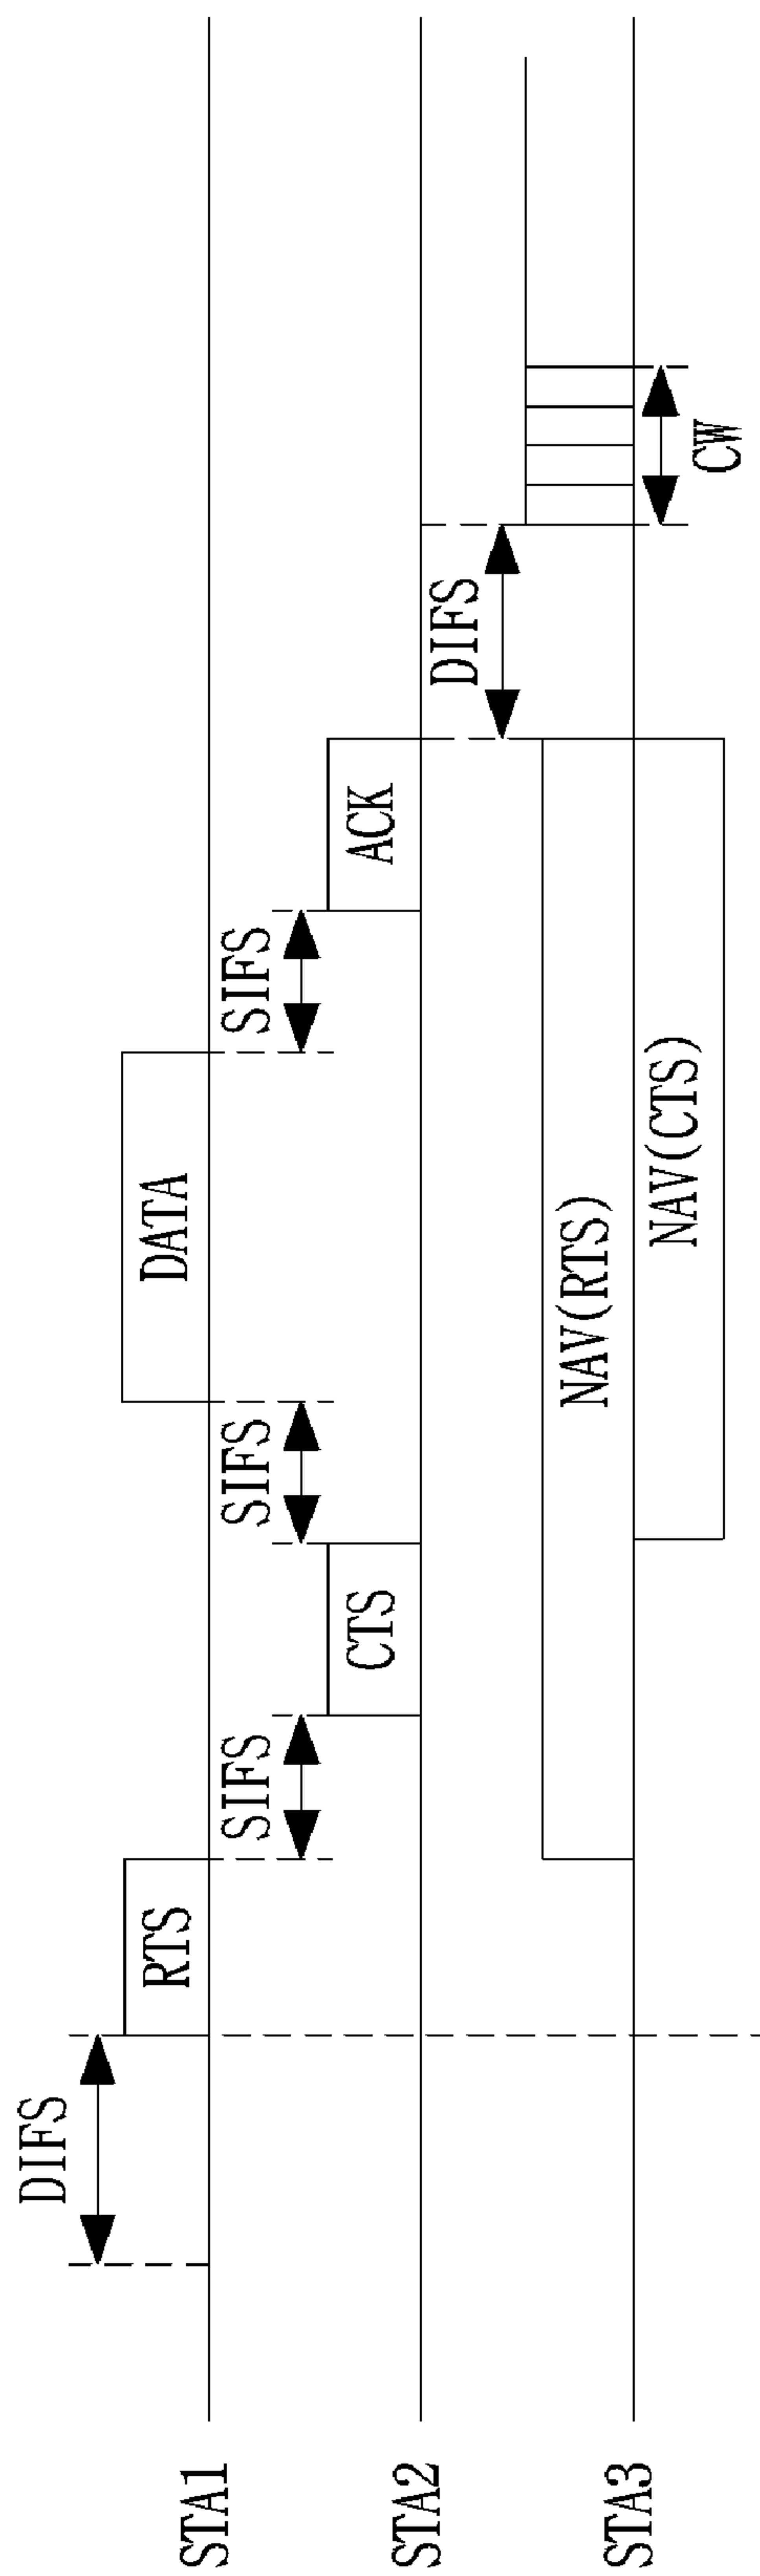 DIFS
RTS
DATA
STA1
SIFS
SIFS
SIFS
CTS
ACK
STA2
DIFS
NAV(RTS)
STA3
NAV(CTS)
CW